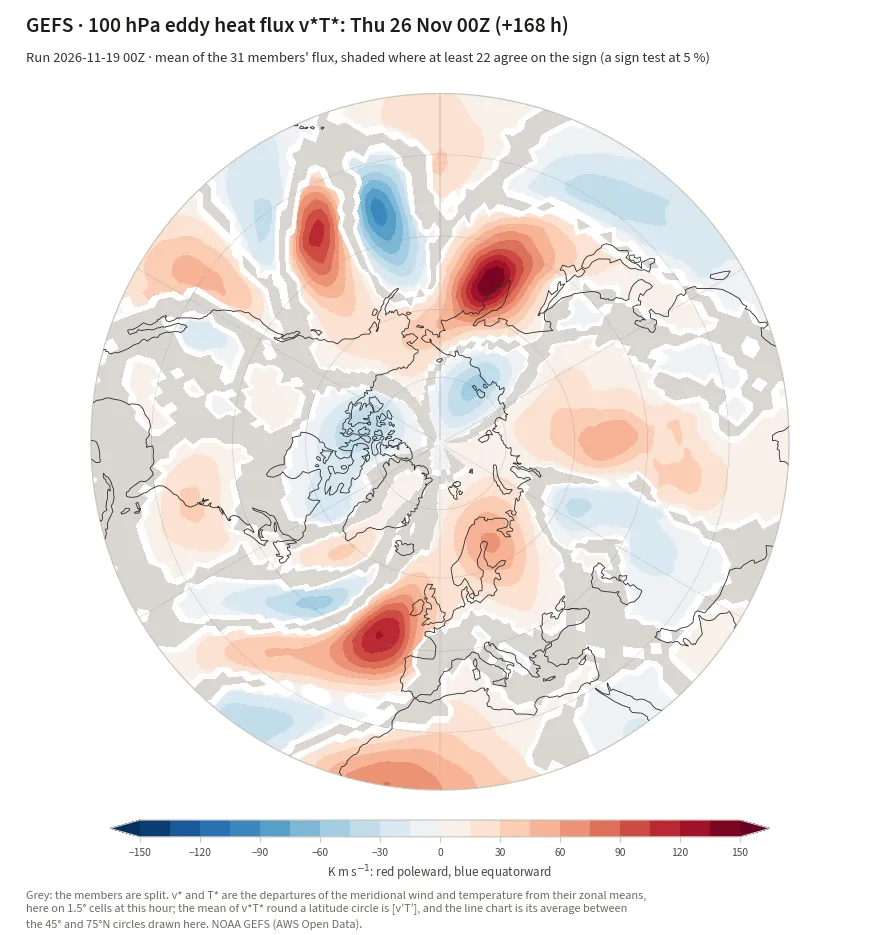 GEFS · 100 hPa eddy heat flux v*T*: Thu 26 Nov 00Z (+168 h)
Run 2026-11-19 00Z · mean of the 31 members' flux, shaded where at least 22 agree on the sign (a sign test at 5 %)
−150 −120 −90 −60 −30 0 30 60 90 120 150
K m s⁻¹: red poleward, blue equatorward
Grey: the members are split. v* and T* are the departures of the meridional wind and temperature from their zonal means,
here on 1.5° cells at this hour; the mean of v*T* round a latitude circle is [v'T'], and the line chart is its average between
the 45° and 75°N circles drawn here. NOAA GEFS (AWS Open Data).